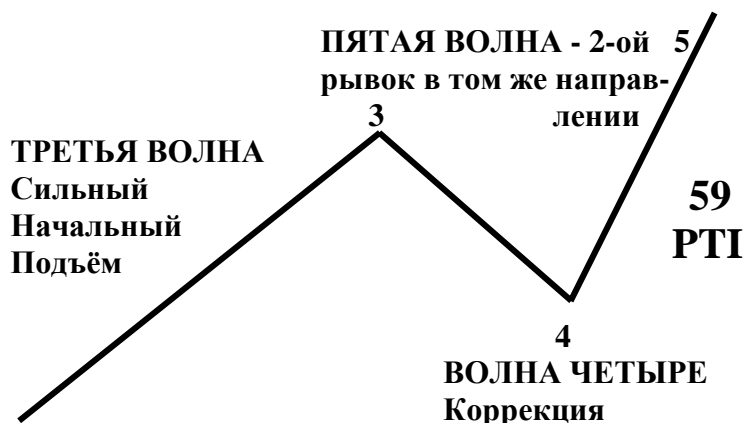 ПЯТАЯ ВОЛНА - 2-ой 5
рывок в том же направ-
лении
3
ТРЕТЬЯ ВОЛНА
Сильный
Начальный
Подъём
59
PTI
4
ВОЛНА ЧЕТЫРЕ
Коррекция